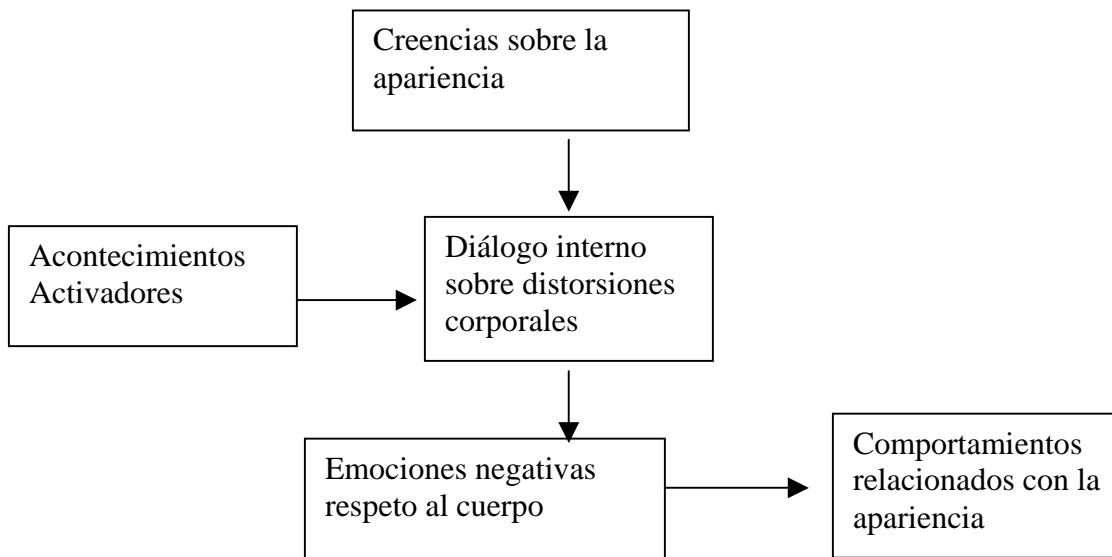 Creencias sobre la
apariencia
Acontecimientos
Activadores
Diálogo interno
sobre distorsiones
corporales
Emociones negativas
respeto al cuerpo
Comportamientos
relacionados con la
apariencia